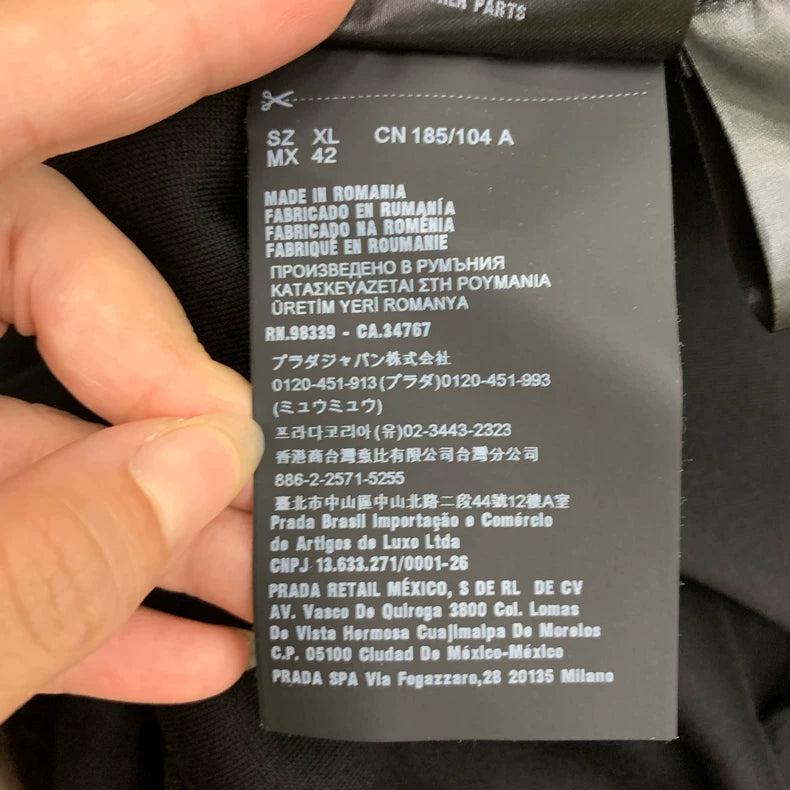 PARTS
SZ XL CN 185/104 A
MX 42
MADE IN ROMANIA
FABRICADO EN RUMANÍA
FABRICADO NA ROMÉNIA
FABRIQUÉ EN ROUMANIE
ПРОИЗВЕДЕНО В РУМЪНИЯ
ΚΑΤΑΣΚΕΥΑΖΕΤΑΙ ΣΤΗ ΡΟΥΜΑΝΙΑ
ÜRETİM YERİ ROMANYA
RN.98339 - CA.34767
プラダジャパン株式会社
0120-451-913(プラダ)0120-451-993
(ミュウミュウ)
프라다코리아(유)02-3443-2323
香港商台灣壹比有限公司台灣分公司
886-2-2571-5255
臺北市中山區中山北路二段44號12樓A室
Prada Brasil Importação e Comércio
de Artigos de Luxo Ltda
CNPJ 13.633.271/0001-26
PRADA RETAIL MÉXICO, S DE RL DE CV
AV. Vasco De Quiroga 3800 Col. Lomas
De Vista Hermosa Cuajimalpa De Morelos
C.P. 05100 Ciudad De México-México
PRADA SPA Via Fogazzaro,28 20135 Milano